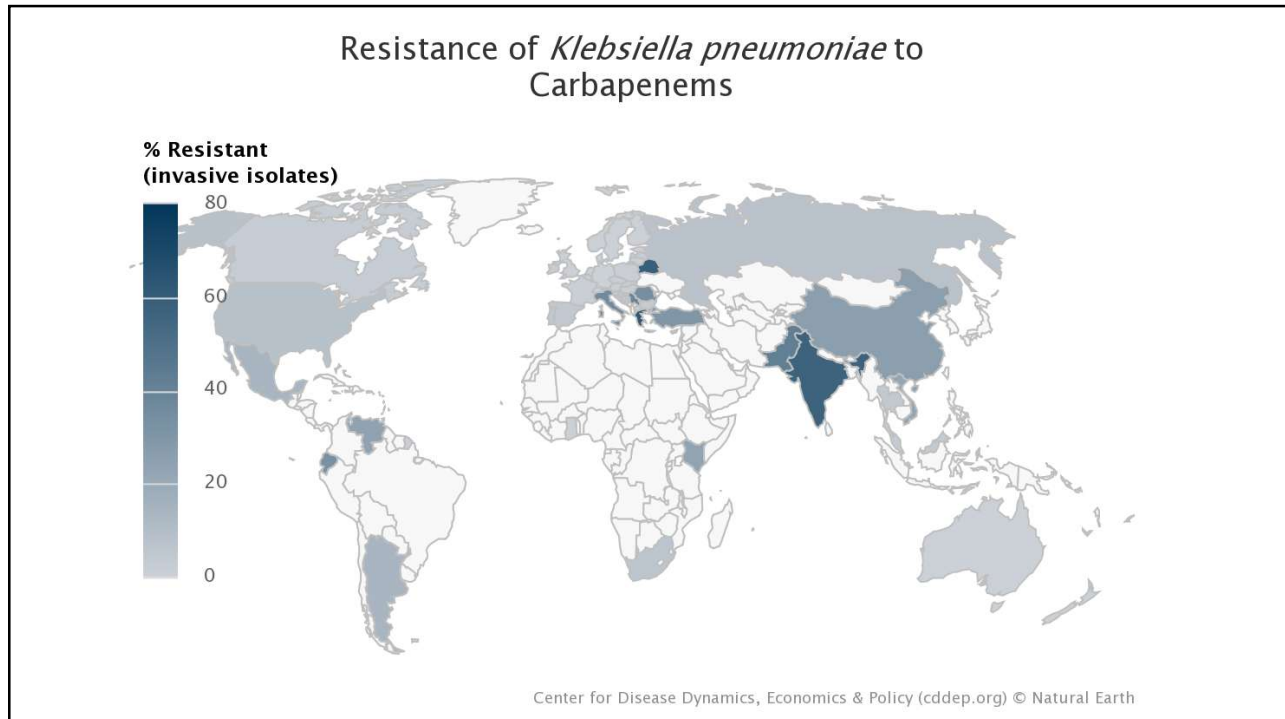 Resistance of Klebsiella pneumoniae to
Carbapenems
% Resistant
(invasive isolates)
80
60
40
20
0
Center for Disease Dynamics, Economics & Policy (cddep.org) © Natural Earth